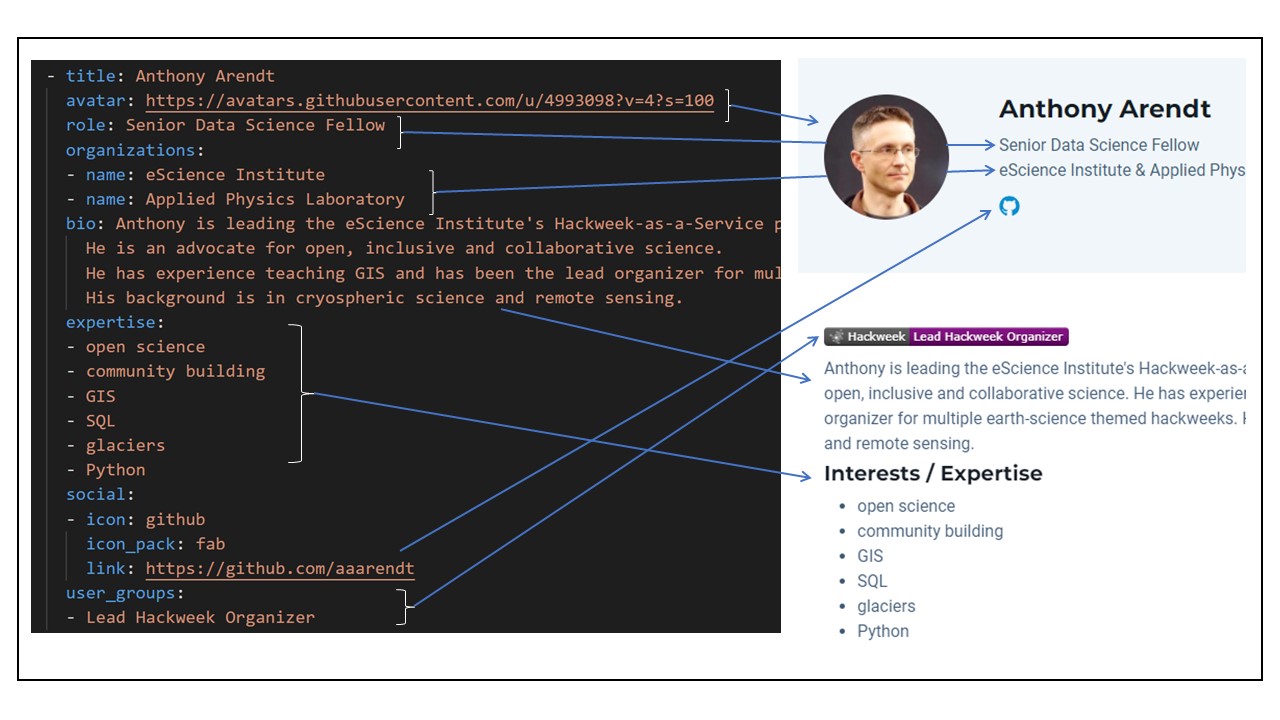 - title: Anthony Arendt
avatar: https://avatars.githubusercontent.com/u/4993098?v=4?s=100
role: Senior Data Science Fellow
organizations:
- name: eScience Institute
- name: Applied Physics Laboratory
bio: Anthony is leading the eScience Institute's Hackweek-as-a-Service p
He is an advocate for open, inclusive and collaborative science.
He has experience teaching GIS and has been the lead organizer for mul
His background is in cryospheric science and remote sensing.
expertise:
- open science
- community building
- GIS
- SQL
- glaciers
- Python
social:
- icon: github
icon_pack: fab
link: https://github.com/aaarendt
user_groups:
- Lead Hackweek Organizer
Anthony Arendt
Senior Data Science Fellow
eScience Institute & Applied Phys
Hackweek Lead Hackweek Organizer
Anthony is leading the eScience Institute's Hackweek-as-a
open, inclusive and collaborative science. He has experie
organizer for multiple earth-science themed hackweeks. H
and remote sensing.
Interests / Expertise
• open science
• community building
• GIS
• SQL
• glaciers
• Python